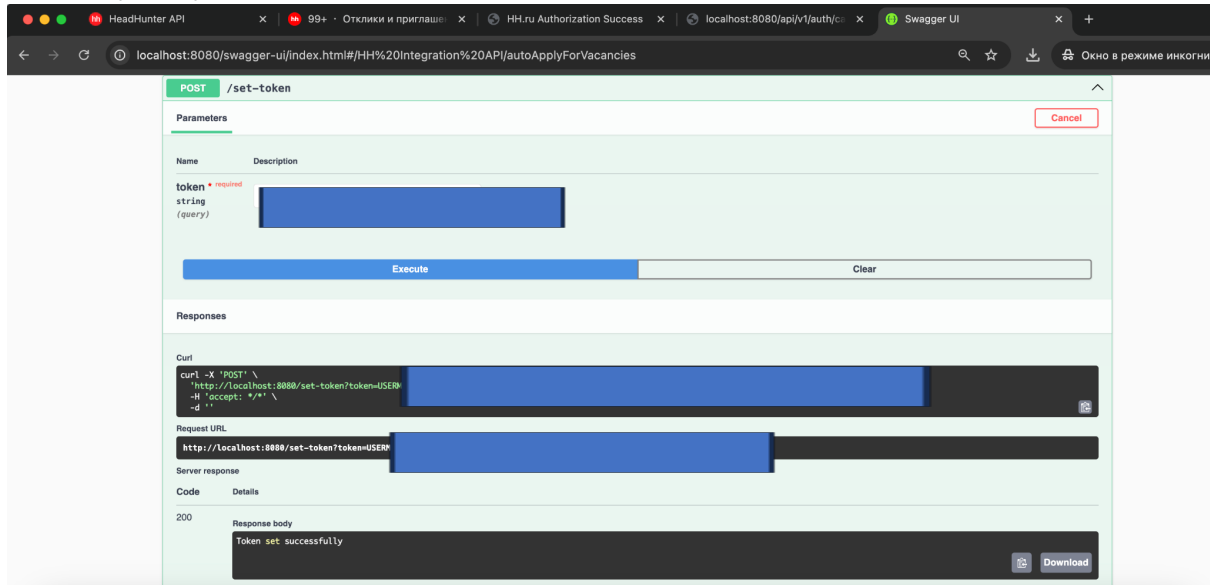 HeadHunter API
99+ · Отклики и приглаше
HH.ru Authorization Success
localhost:8080/api/v1/auth/ca
Swagger UI
localhost:8080/swagger-ui/index.html#/HH%20Integration%20API/autoApplyForVacancies
Окно в режиме инкогни
POST /set-token
Parameters
Cancel
Name Description
token * required
string
(query)
Execute Clear
Responses
Curl
curl -X 'POST' \
'http://localhost:8080/set-token?token=USERM
-H 'accept: */*' \
-d ''
Request URL
http://localhost:8080/set-token?token=USERM
Server response
Code Details
200
Response body
Token set successfully
Download